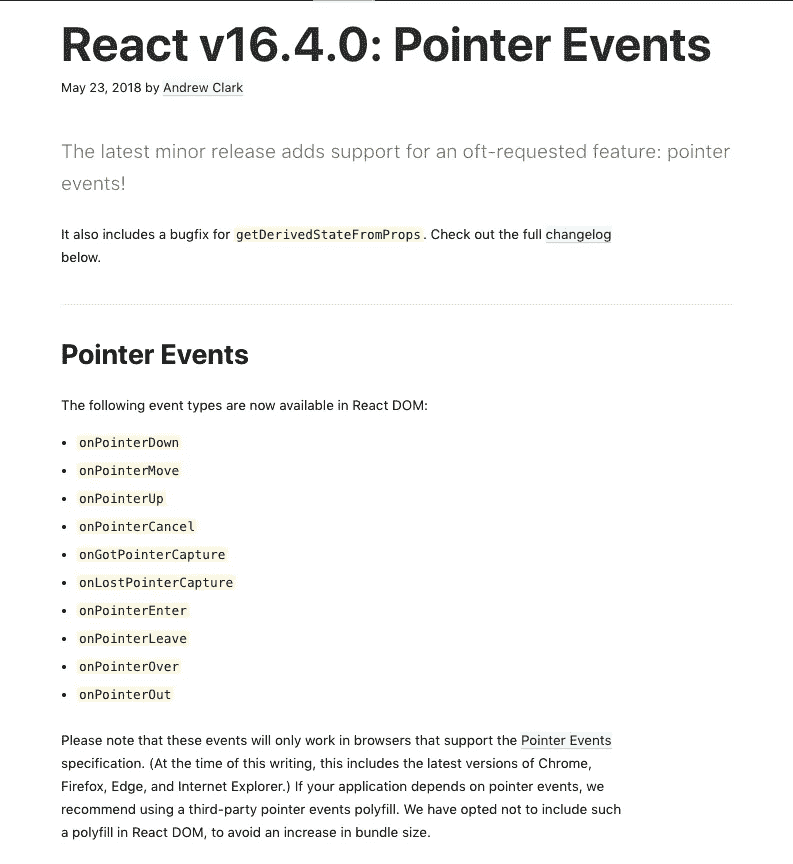 React v16.4.0: Pointer Events
May 23, 2018 by Andrew Clark
The latest minor release adds support for an oft-requested feature: pointer
events!
It also includes a bugfix for getDerivedStateFromProps. Check out the full changelog
below.
Pointer Events
The following event types are now available in React DOM:
• onPointerDown
• onPointerMove
• onPointerUp
• onPointerCancel
• onGotPointerCapture
• onLostPointerCapture
• onPointerEnter
• onPointerLeave
• onPointerOver
• onPointerOut
Please note that these events will only work in browsers that support the Pointer Events
specification. (At the time of this writing, this includes the latest versions of Chrome,
Firefox, Edge, and Internet Explorer.) If your application depends on pointer events, we
recommend using a third-party pointer events polyfill. We have opted not to include such
a polyfill in React DOM, to avoid an increase in bundle size.